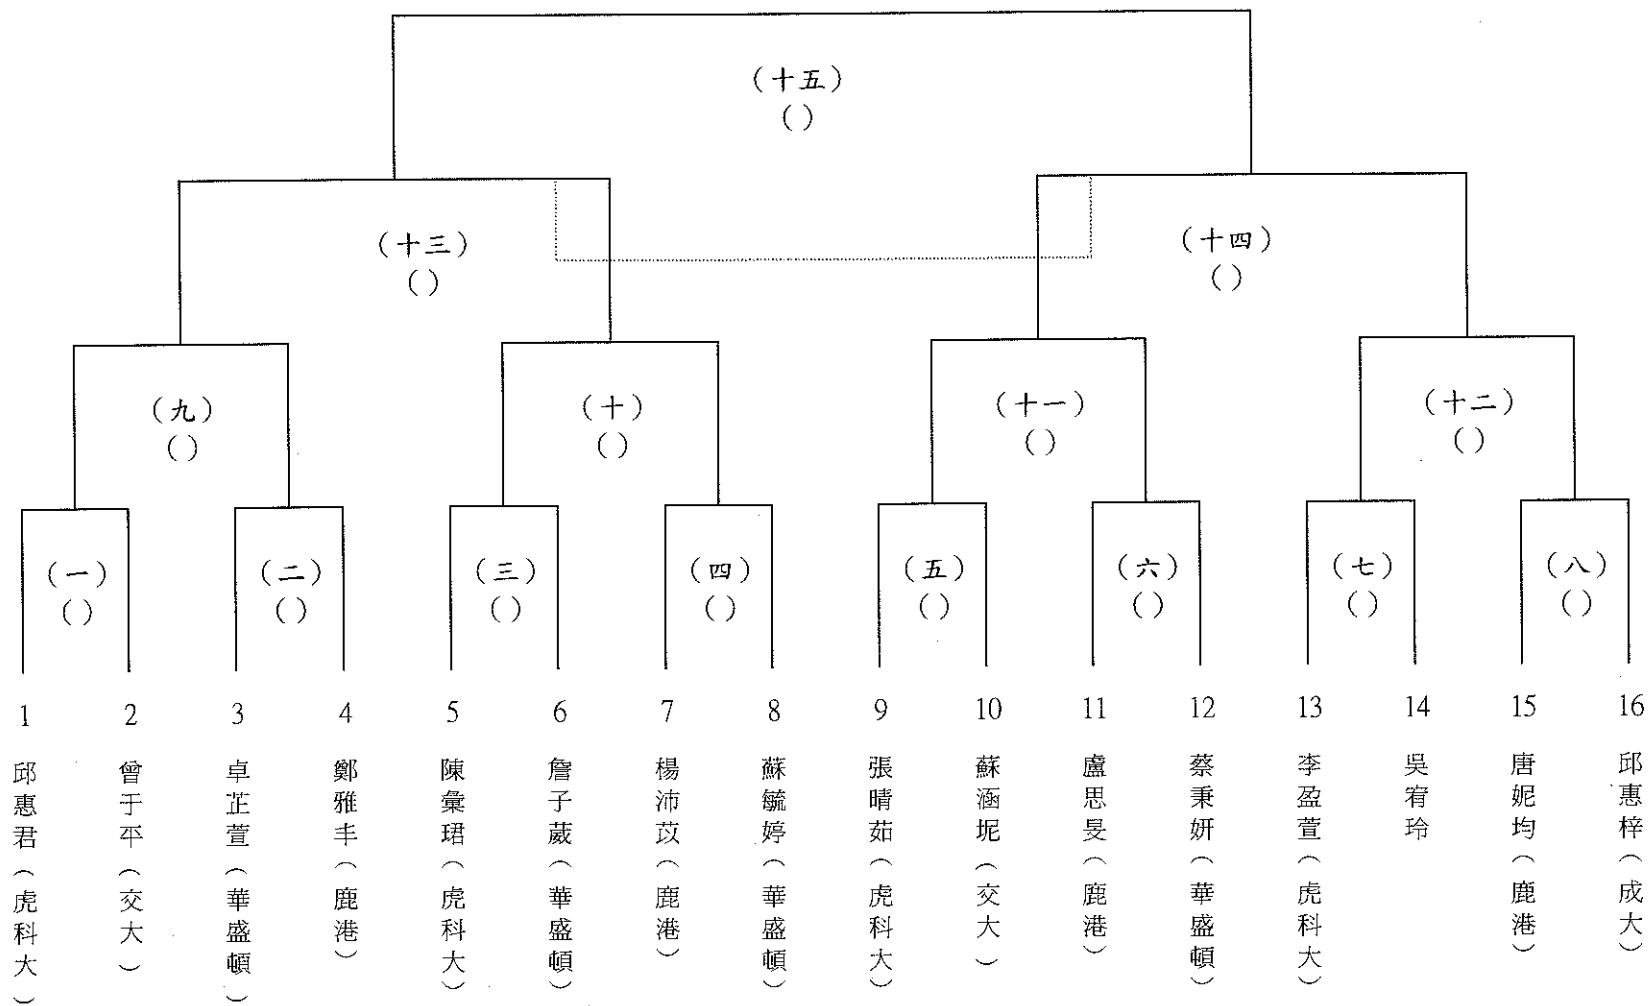 (十五)
()
(十三)
()
(十四)
()
(九)
()
(十)
()
(十一)
()
(十二)
()
(一)
()
(二)
()
(三)
()
(四)
()
(五)
()
(六)
()
(七)
()
(八)
()
1
2
3
4
5
6
7
8
9
10
11
12
13
14
15
16
邱惠君(虎科大)
曾于平(交大)
卓芷萱(華盛頓)
鄭雅丰(鹿港)
陳彙珺(虎科大)
詹子葳(華盛頓)
楊沛苡(鹿港)
蘇毓婷(華盛頓)
張晴茹(虎科大)
蘇涵坭(交大)
盧思旻(鹿港)
蔡秉妍(華盛頓)
李盈萱(虎科大)
吳宥玲
唐妮均(鹿港)
邱惠梓(成大)